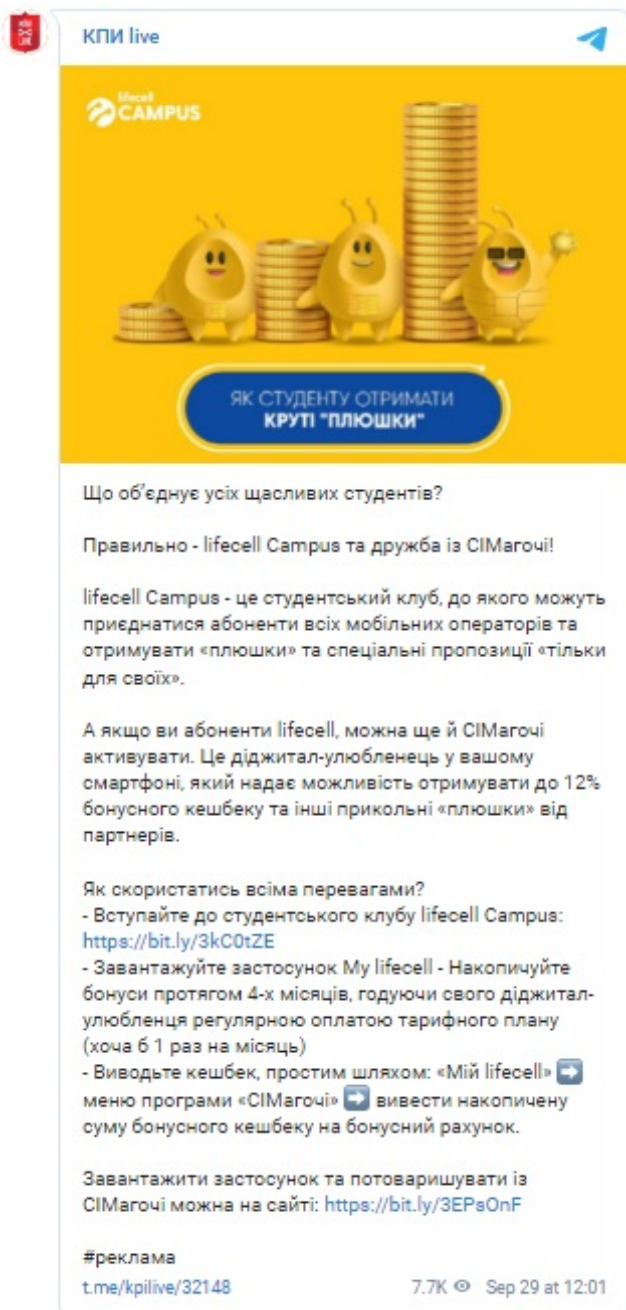 КПИ live
lifecell
CAMPUS
ЯК СТУДЕНТУ ОТРИМАТИ
КРУТІ "ПЛЮШКИ"
Що об’єднує усіх щасливих студентів?
Правильно - lifecell Campus та дружба із СІМагочі!
lifecell Campus - це студентський клуб, до якого можуть
приєднатися абоненти всіх мобільних операторів та
отримувати «плюшки» та спеціальні пропозиції «тільки
для своїх».
А якщо ви абоненти lifecell, можна ще й СІМагочі
активувати. Це діджитал-улюбленець у вашому
смартфоні, який надає можливість отримувати до 12%
бонусного кешбеку та інші прикольні «плюшки» від
партнерів.
Як скористатись всіма перевагами?
- Вступайте до студентського клубу lifecell Campus:
https://bit.ly/3kC0tZE
- Завантажуйте застосунок My lifecell - Накопичуйте
бонуси протягом 4-х місяців, годуючи свого діджитал-
улюбленця регулярною оплатою тарифного плану
(хоча б 1 раз на місяць)
- Виводьте кешбек, простим шляхом: «Мій lifecell» ➡
меню програми «СІМагочі» ➡ вивести накопичену
суму бонусного кешбеку на бонусний рахунок.
Завантажити застосунок та потоваришувати із
СІМагочі можна на сайті: https://bit.ly/3EPsOnF
#реклама
t.me/kpilive/32148 7.7K Sep 29 at 12:01